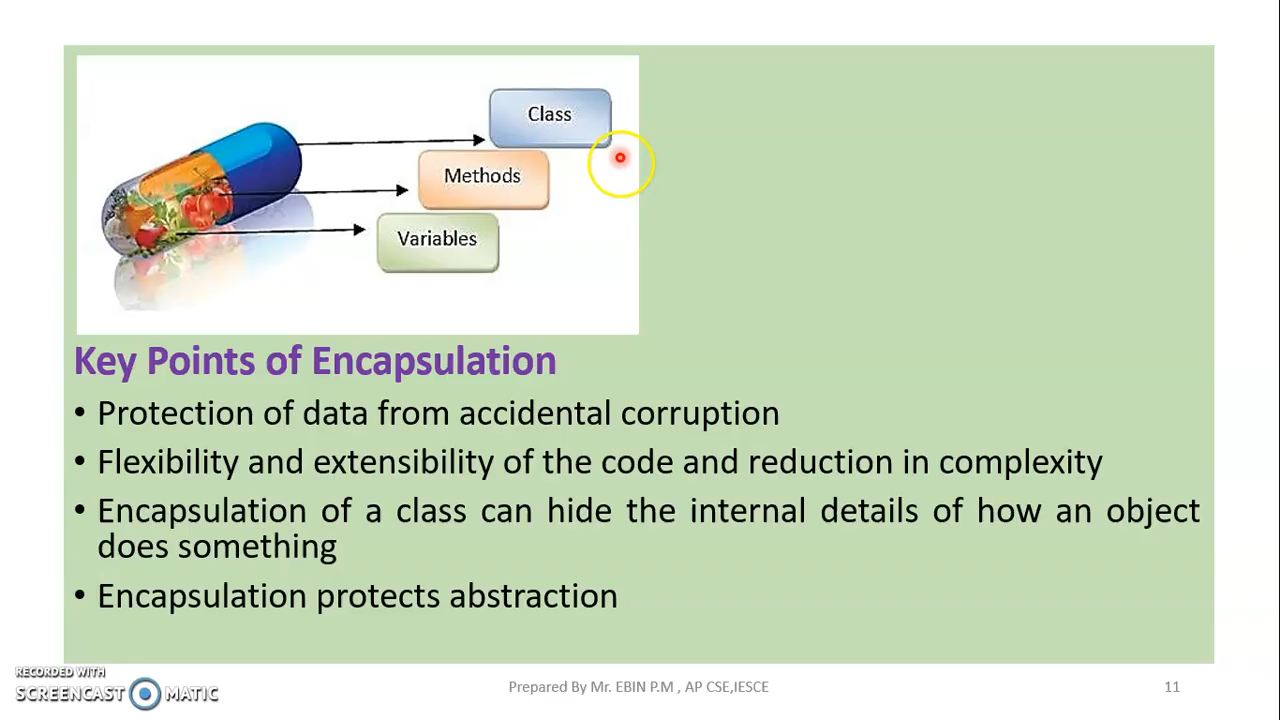 Class
Methods
Variables
Key Points of Encapsulation
• Protection of data from accidental corruption
• Flexibility and extensibility of the code and reduction in complexity
• Encapsulation of a class can hide the internal details of how an object
does something
• Encapsulation protects abstraction
RECORDED WITH
SCREENCAST MATIC
Prepared By Mr. EBIN P.M , AP CSE,IESCE
11